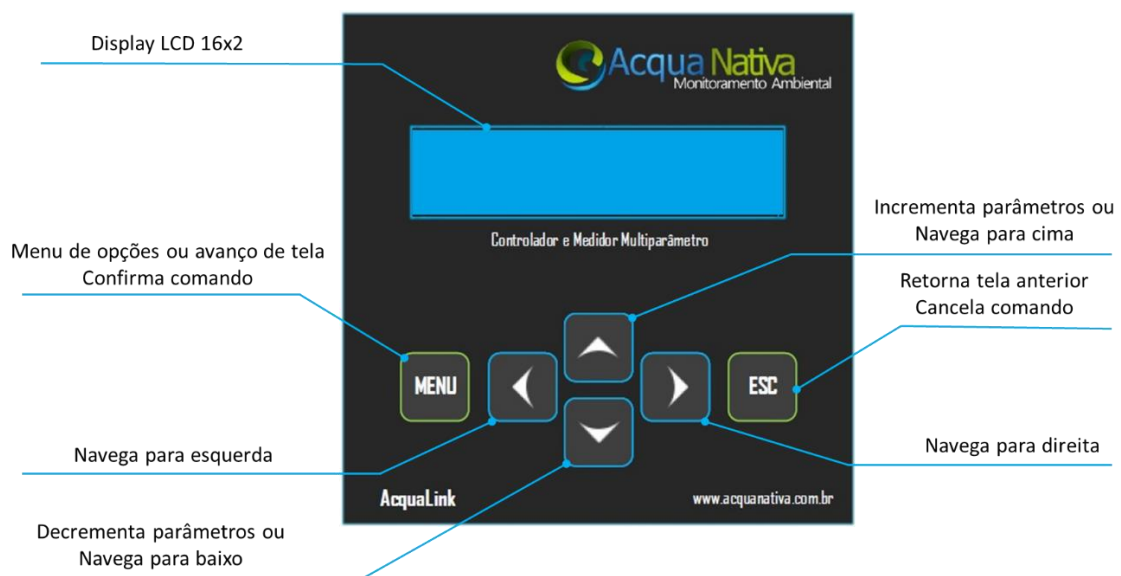 Display LCD 16x2
Acqua Nativa
Monitoramento Ambiental
Controlador e Medidor Multiparâmetro
Incrementa parâmetros ou
Navega para cima
Menu de opções ou avanço de tela
Confirma comando
Retorna tela anterior
Cancela comando
MENU
ESC
Navega para esquerda
Navega para direita
AcquaLink
www.acquanativa.com.br
Decrementa parâmetros ou
Navega para baixo